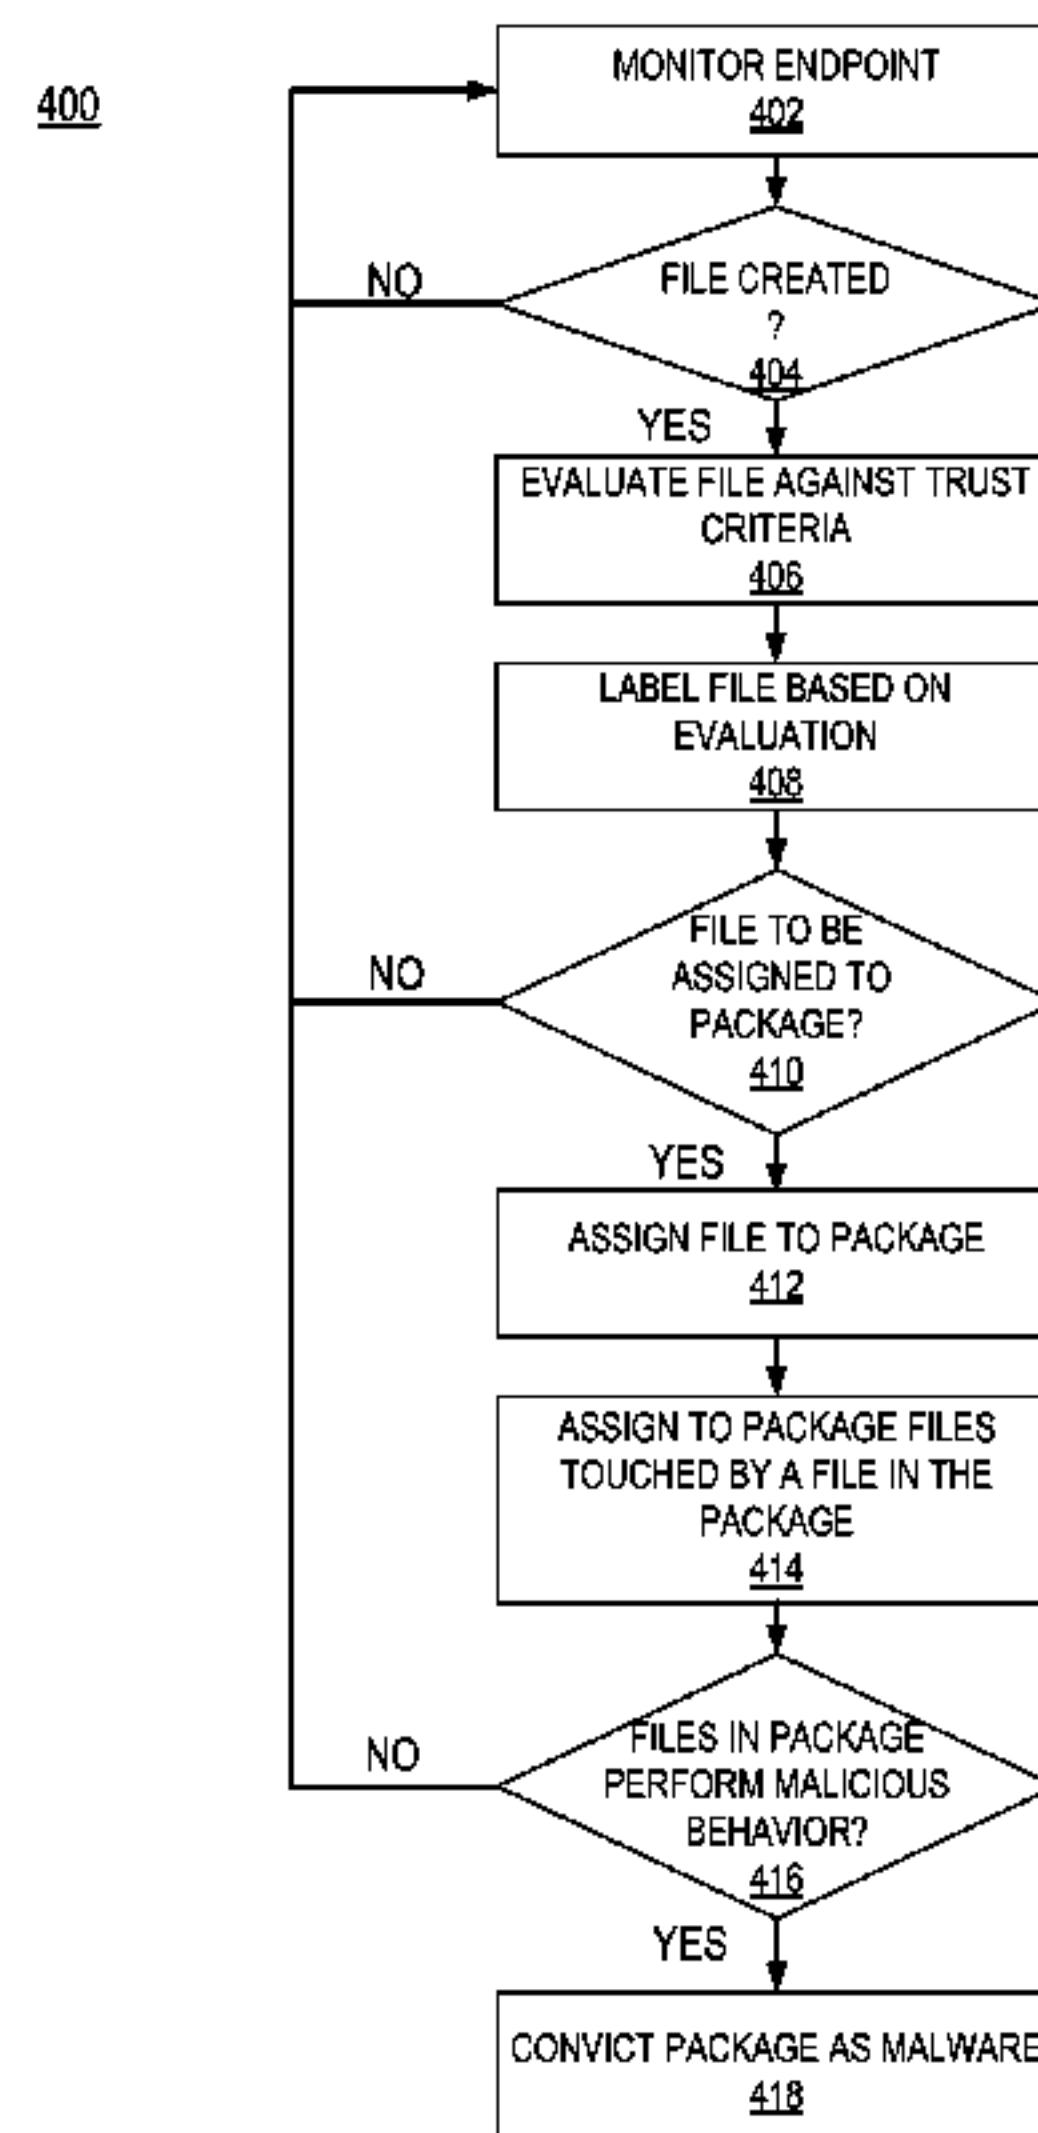 400
MONITOR ENDPOINT
402
NO
FILE CREATED
?
404
YES
EVALUATE FILE AGAINST TRUST
CRITERIA
406
LABEL FILE BASED ON
EVALUATION
408
NO
FILE TO BE
ASSIGNED TO
PACKAGE?
410
YES
ASSIGN FILE TO PACKAGE
412
ASSIGN TO PACKAGE FILES
TOUCHED BY A FILE IN THE
PACKAGE
414
NO
FILES IN PACKAGE
PERFORM MALICIOUS
BEHAVIOR?
416
YES
CONVICT PACKAGE AS MALWARE
418